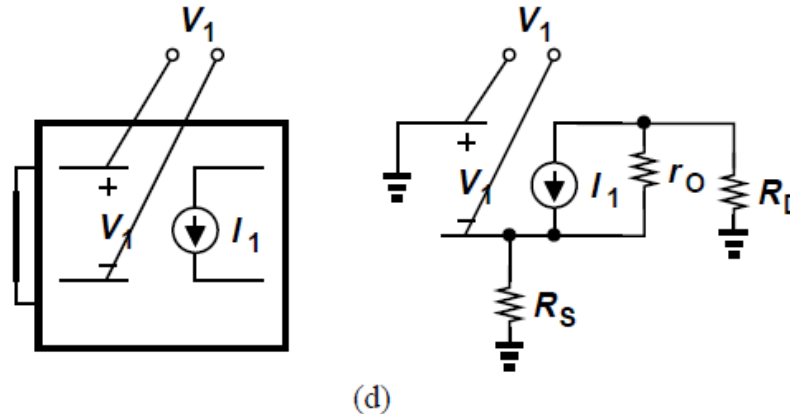 V1 V1
+ +
V1 I1 V1 I1 rO RD
− −
RS
(d)